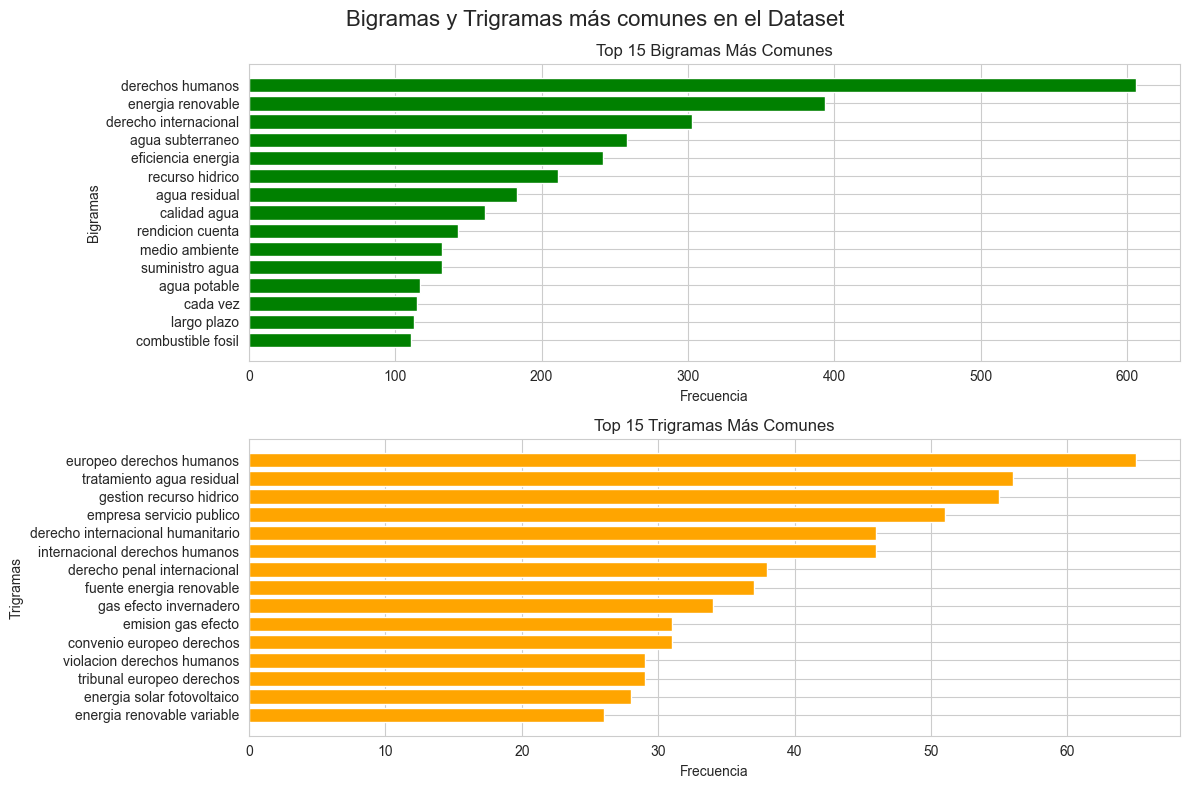 Bigramas y Trigramas más comunes en el Dataset
Top 15 Bigramas Más Comunes
Bigramas
derechos humanos
energia renovable
derecho internacional
agua subterraneo
eficiencia energia
recurso hidrico
agua residual
calidad agua
rendicion cuenta
medio ambiente
suministro agua
agua potable
cada vez
largo plazo
combustible fosil
0 100 200 300 400 500 600
Frecuencia
Top 15 Trigramas Más Comunes
Trigramas
europeo derechos humanos
tratamiento agua residual
gestion recurso hidrico
empresa servicio publico
derecho internacional humanitario
internacional derechos humanos
derecho penal internacional
fuente energia renovable
gas efecto invernadero
emision gas efecto
convenio europeo derechos
violacion derechos humanos
tribunal europeo derechos
energia solar fotovoltaico
energia renovable variable
0 10 20 30 40 50 60
Frecuencia